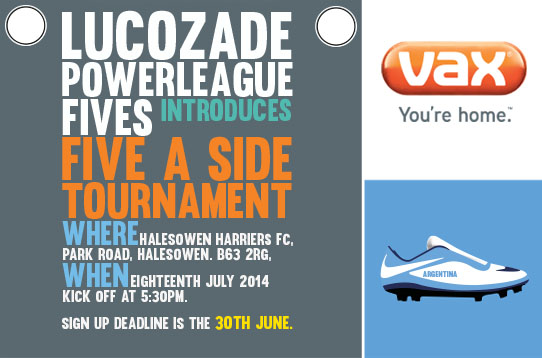 LUCOZADE
POWERLEAGUE
FIVES INTRODUCES
FIVE A SIDE
TOURNAMENT
WHERE HALESOWEN HARRIERS FC,
PARK ROAD, HALESOWEN. B63 2RG,
WHEN EIGHTEENTH JULY 2014
KICK OFF AT 5:30PM.
SIGN UP DEADLINE IS THE 30TH JUNE.
vax
You're home.™
ARGENTINA